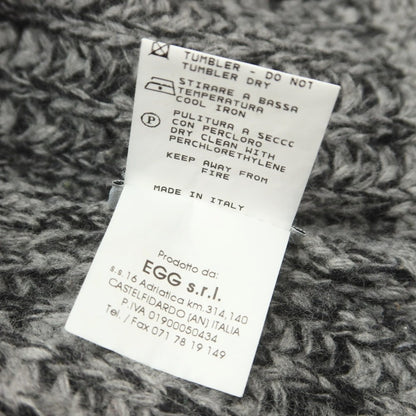 TUMBLER - DO NOT
TUMBLER DRY
STIRARE A BASSA
TEMPERATURA
COOL IRON
P
PULITURA A SECCC
CON PERCLORO
DRY CLEAN WITH
PERCHLORETHYLENE
KEEP AWAY FROM
FIRE
MADE IN ITALY
Prodotto da:
EGG s.r.l.
s.s 16 Adriatica km. 314,140
CASTELFIDARDO (AN) ITALIA
P.IVA 01900050434
Tel / Fax 071 78 19 149